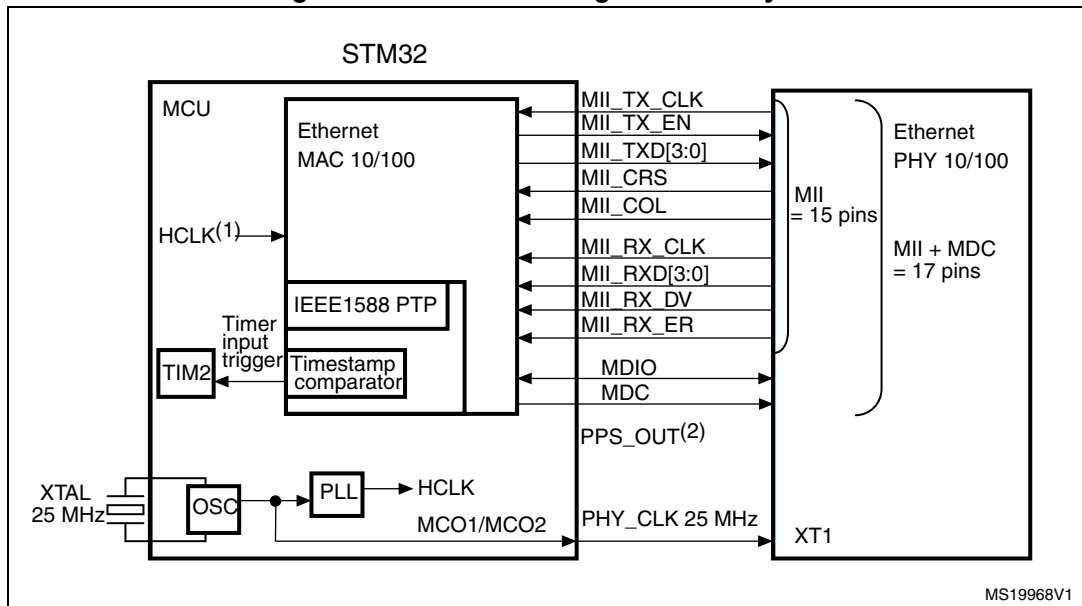 STM32
MCU
Ethernet
MAC 10/100
HCLK(1)
IEEE1588 PTP
Timer
input
trigger
Timestamp
comparator
TIM2
XTAL
25 MHz
OSC
PLL
HCLK
MCO1/MCO2
MII_TX_CLK
MII_TX_EN
MII_TXD[3:0]
MII_CRS
MII_COL
MII_RX_CLK
MII_RXD[3:0]
MII_RX_DV
MII_RX_ER
MDIO
MDC
PPS_OUT(2)
PHY_CLK 25 MHz
MII
= 15 pins
Ethernet
PHY 10/100
MII + MDC
= 17 pins
XT1
MS19968V1